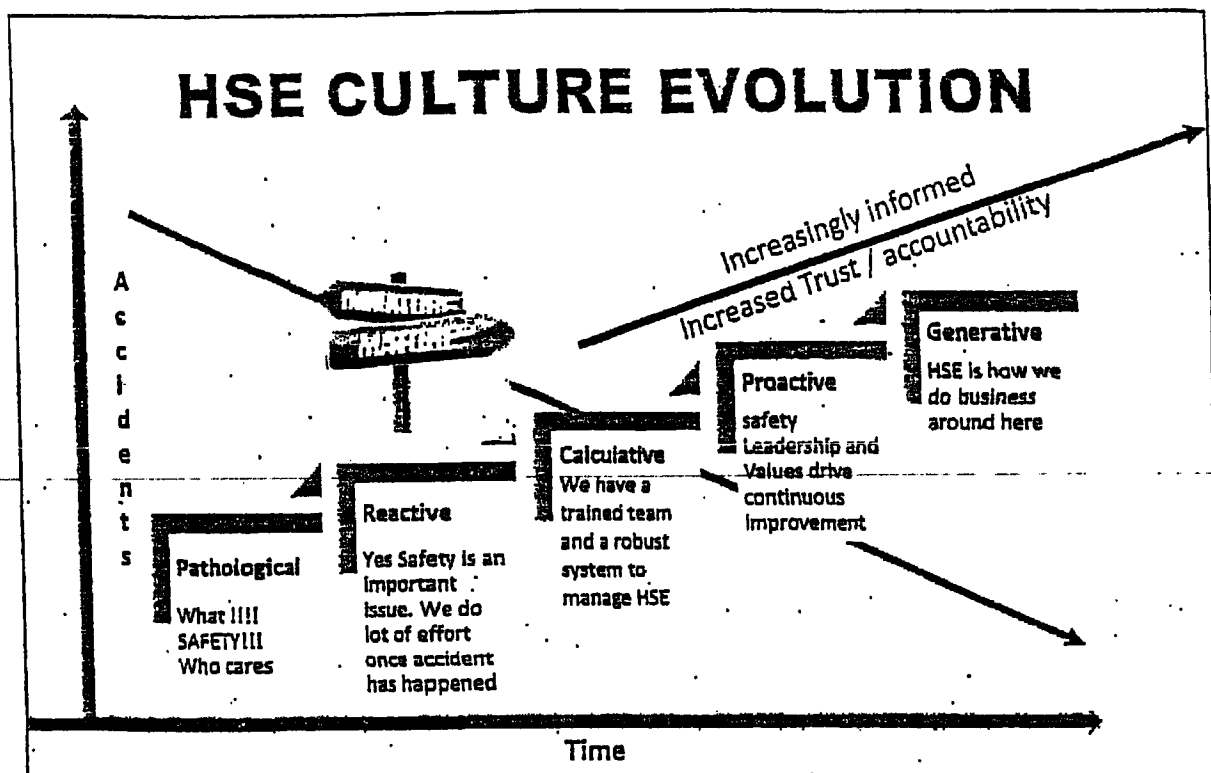 HSE CULTURE EVOLUTION
Accidents
Increasingly informed
Increased Trust / accountability
Pathological
What !!!!
SAFETY!!!
Who cares
Reactive
Yes Safety is an
important
issue. We do
lot of effort
once accident
has happened
Calculative
We have a
trained team
and a robust
system to
manage HSE
Proactive
safety
Leadership and
Values drive
continuous
Improvement
Generative
HSE is how we
do business
around here
Time